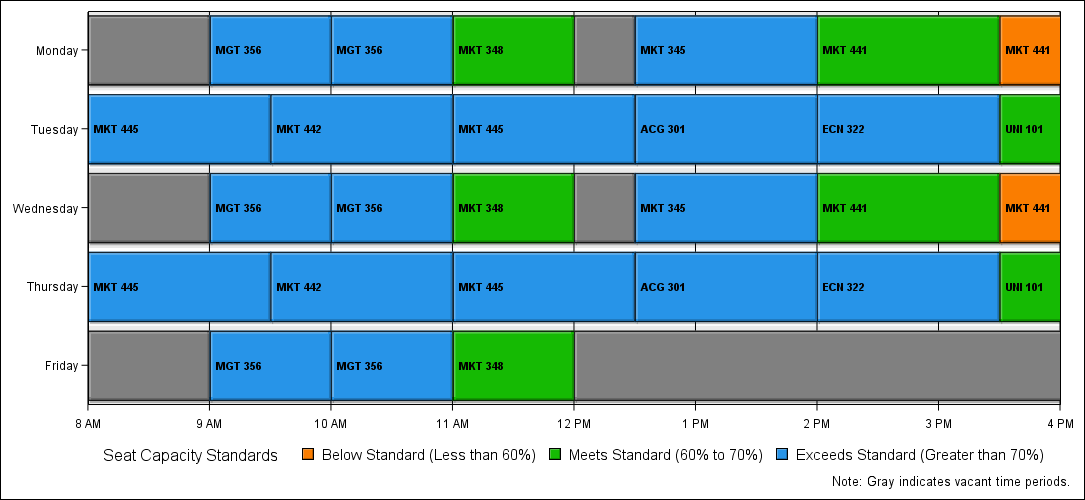 Monday MGT 356 MGT 356 MKT 348 MKT 345 MKT 441 MKT 441
Tuesday MKT 445 MKT 442 MKT 445 ACG 301 ECN 322 UNI 101
Wednesday MGT 356 MGT 356 MKT 348 MKT 345 MKT 441 MKT 441
Thursday MKT 445 MKT 442 MKT 445 ACG 301 ECN 322 UNI 101
Friday MGT 356 MGT 356 MKT 348
8 AM 9 AM 10 AM 11 AM 12 PM 1 PM 2 PM 3 PM 4 PM
Seat Capacity Standards Below Standard (Less than 60%) Meets Standard (60% to 70%) Exceeds Standard (Greater than 70%)
Note: Gray indicates vacant time periods.